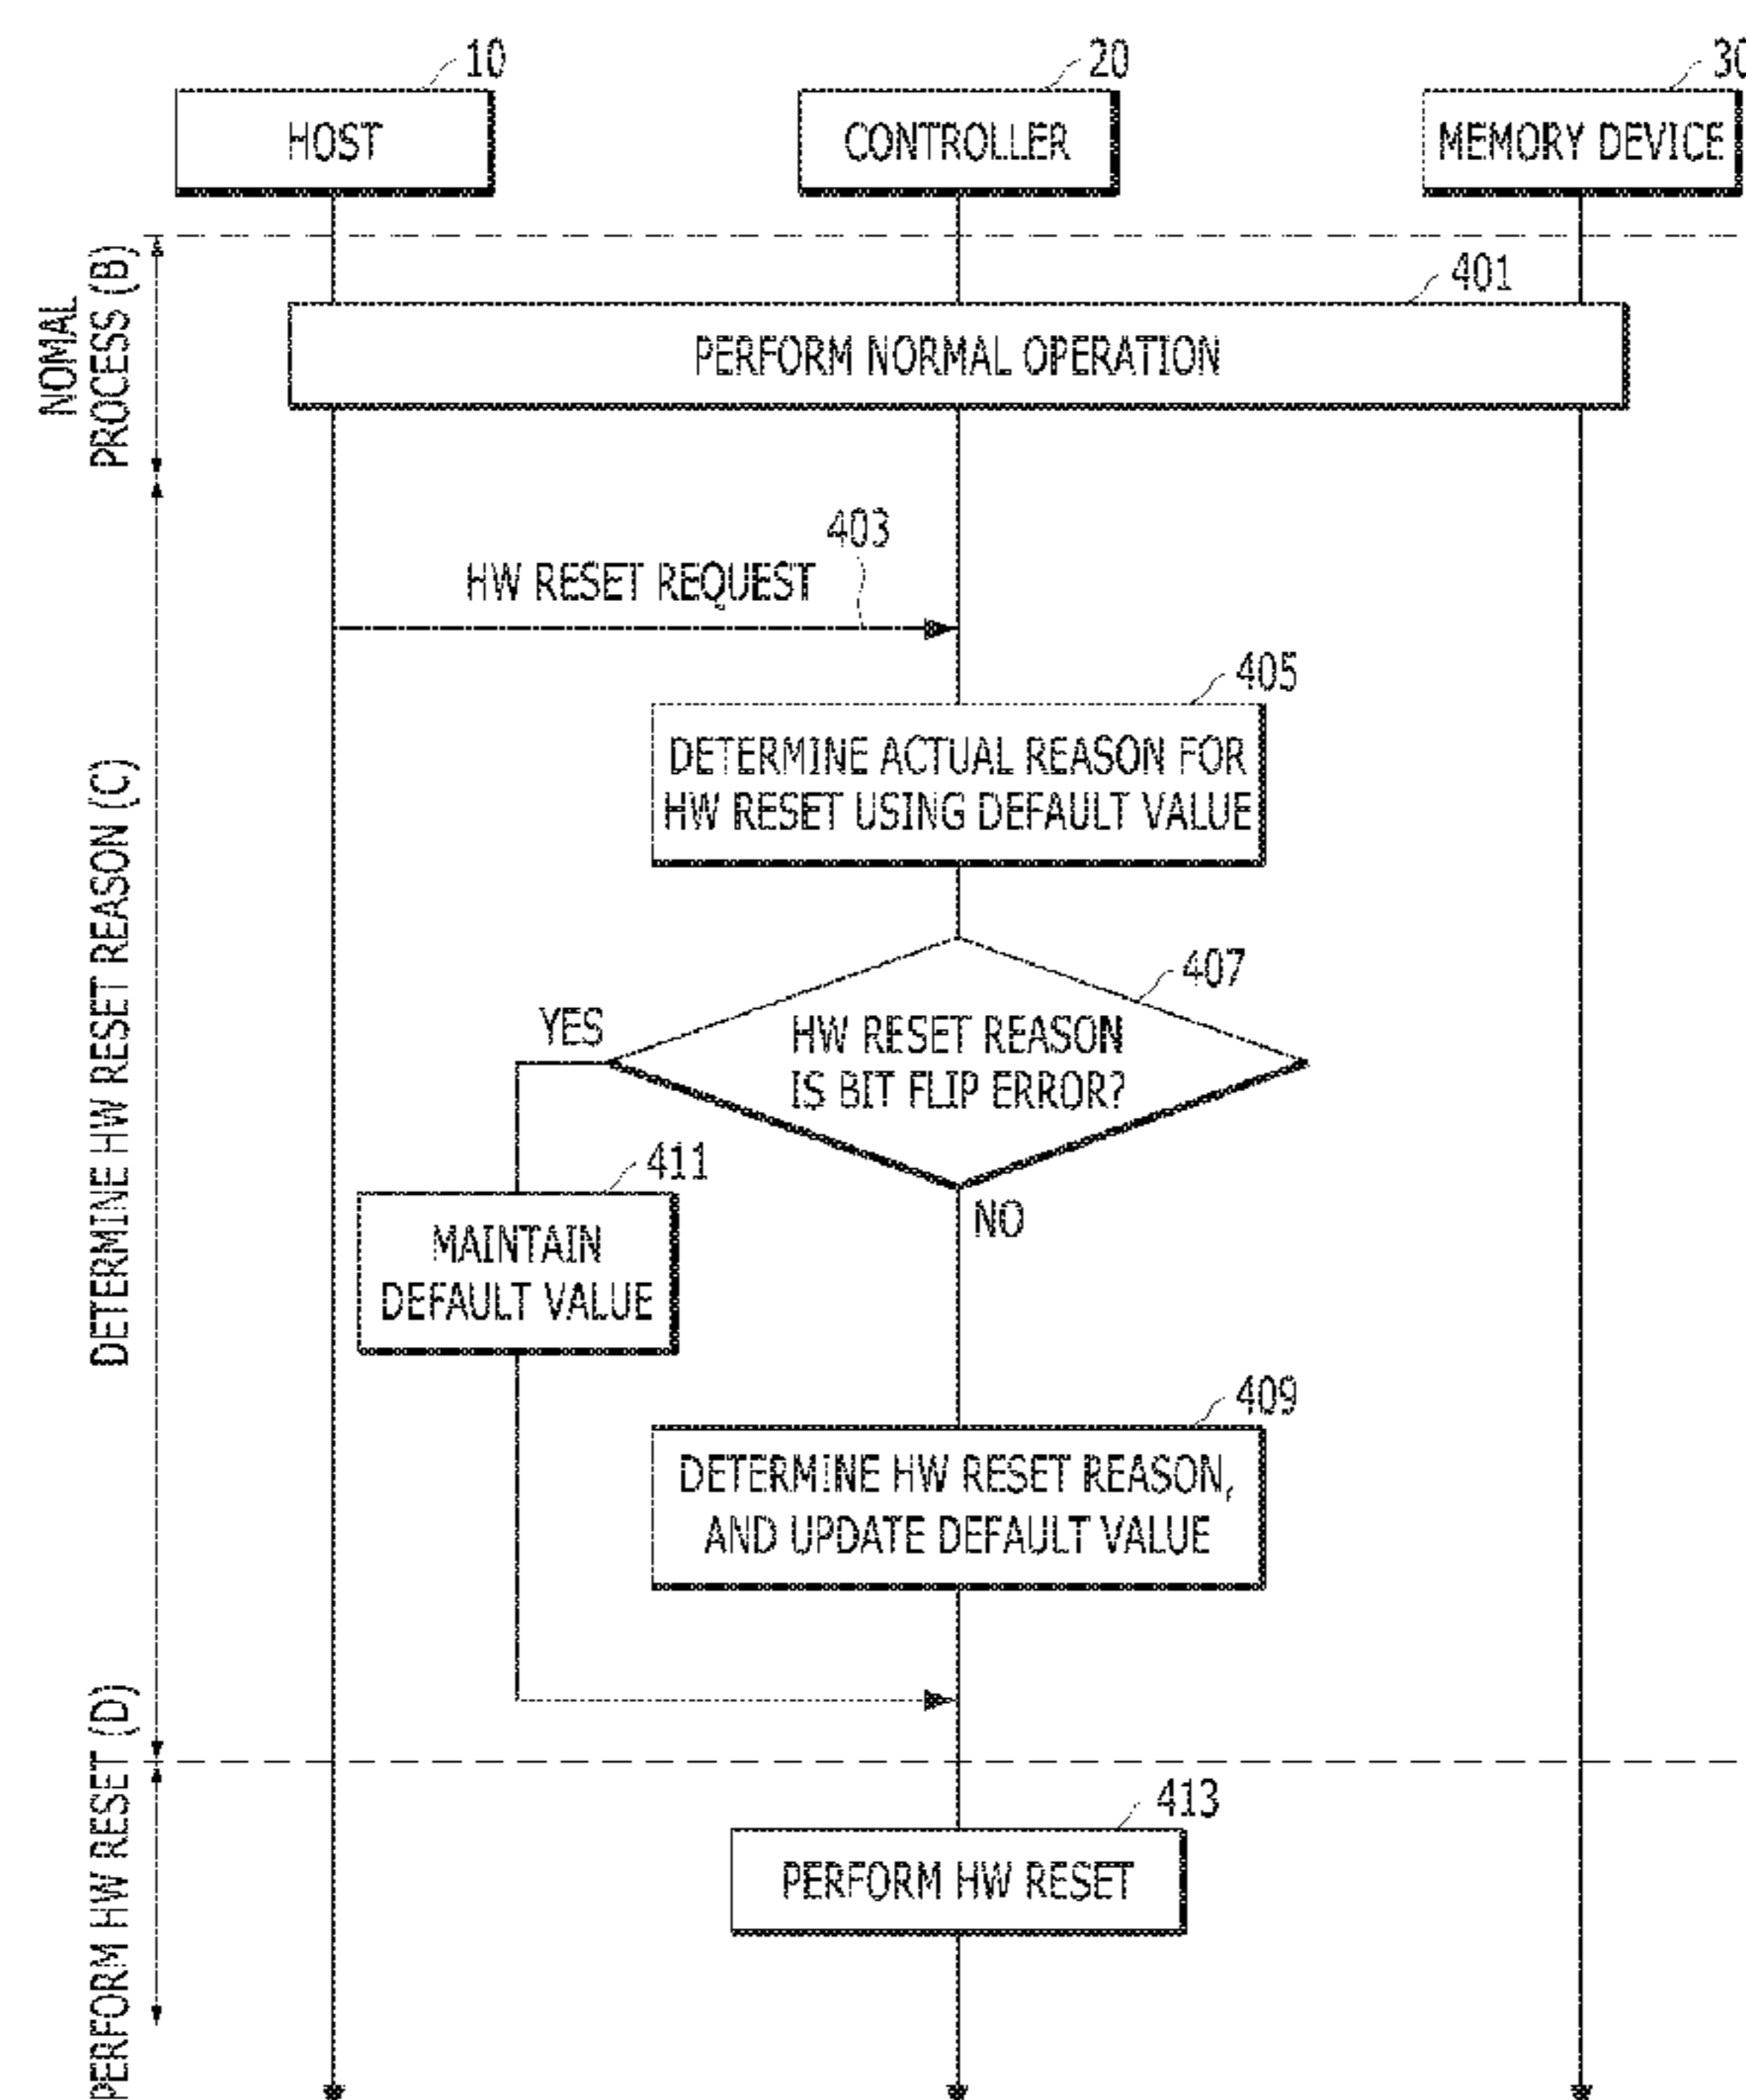 10
20
30
HOST
CONTROLLER
MEMORY DEVICE
NOMAL
PROCESS (B)
401
PERFORM NORMAL OPERATION
DETERMINE HW RESET REASON (C)
403
HW RESET REQUEST
405
DETERMINE ACTUAL REASON FOR
HW RESET USING DEFAULT VALUE
407
YES
HW RESET REASON
IS BIT FLIP ERROR?
411
NO
MAINTAIN
DEFAULT VALUE
409
DETERMINE HW RESET REASON,
AND UPDATE DEFAULT VALUE
PERFORM HW RESET (D)
413
PERFORM HW RESET